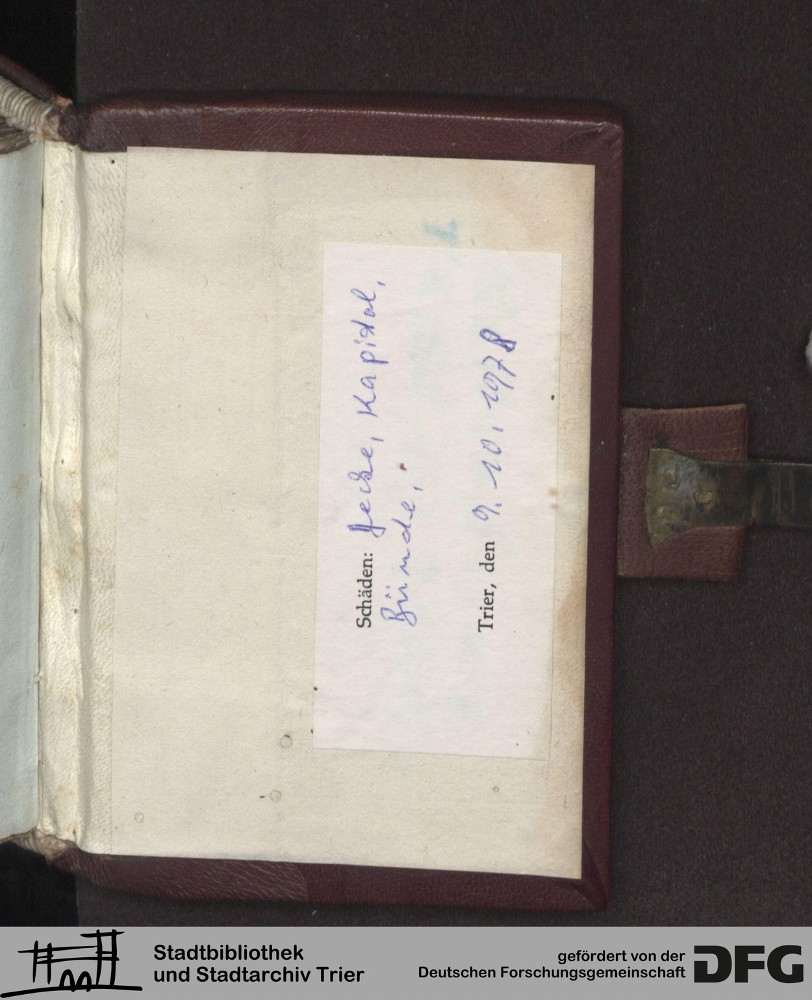 Schäden: Decke, Kapital,
Bünde,
Trier, den 9. 10. 1978
Stadtbibliothek
und Stadtarchiv Trier
gefördert von der
Deutschen Forschungsgemeinschaft
DFG